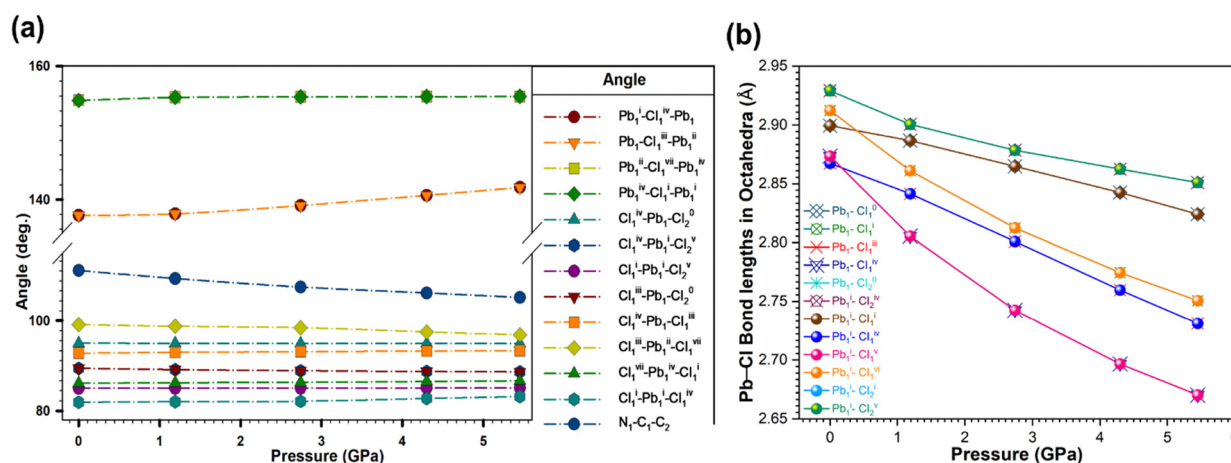 (a)
160
140
100
80
Angle (deg.)
0 1 2 3 4 5
Pressure (GPa)
Angle
Pb₁ⁱ-Cl₁ⁱᵛ-Pb₁
Pb₁-Cl₁ⁱⁱⁱ-Pb₁ⁱⁱ
Pb₁ⁱⁱ-Cl₁ᵛⁱⁱ-Pb₁ⁱᵛ
Pb₁ⁱᵛ-Cl₁ⁱ-Pb₁ⁱ
Cl₁ⁱᵛ-Pb₁-Cl₂⁰
Cl₁ⁱᵛ-Pb₁ⁱ-Cl₂ᵛ
Cl₁ⁱ-Pb₁ⁱ-Cl₂ᵛ
Cl₁ⁱⁱⁱ-Pb₁-Cl₂⁰
Cl₁ⁱᵛ-Pb₁-Cl₁ⁱⁱⁱ
Cl₁ⁱⁱⁱ-Pb₁ⁱⁱ-Cl₁ᵛⁱⁱ
Cl₁ᵛⁱⁱ-Pb₁ⁱᵛ-Cl₁ⁱ
Cl₁ⁱ-Pb₁ⁱ-Cl₁ⁱᵛ
N₁-C₁-C₂
(b)
2.95
2.90
2.85
2.80
2.75
2.70
2.65
Pb–Cl Bond lengths in Octahedra (Å)
Pb₁- Cl₁⁰
Pb₁- Cl₁ⁱ
Pb₁- Cl₁ⁱⁱⁱ
Pb₁- Cl₁ⁱᵛ
Pb₁- Cl₂⁰
Pb₁ⁱ- Cl₂ⁱᵛ
Pb₁ⁱ- Cl₁ⁱ
Pb₁ⁱ- Cl₁ⁱᵛ
Pb₁ⁱ- Cl₁ᵛ
Pb₁ⁱ- Cl₁ᵛⁱ
Pb₁ⁱ- Cl₂ⁱ
Pb₁ⁱ- Cl₂ᵛ
0 1 2 3 4 5
Pressure (GPa)